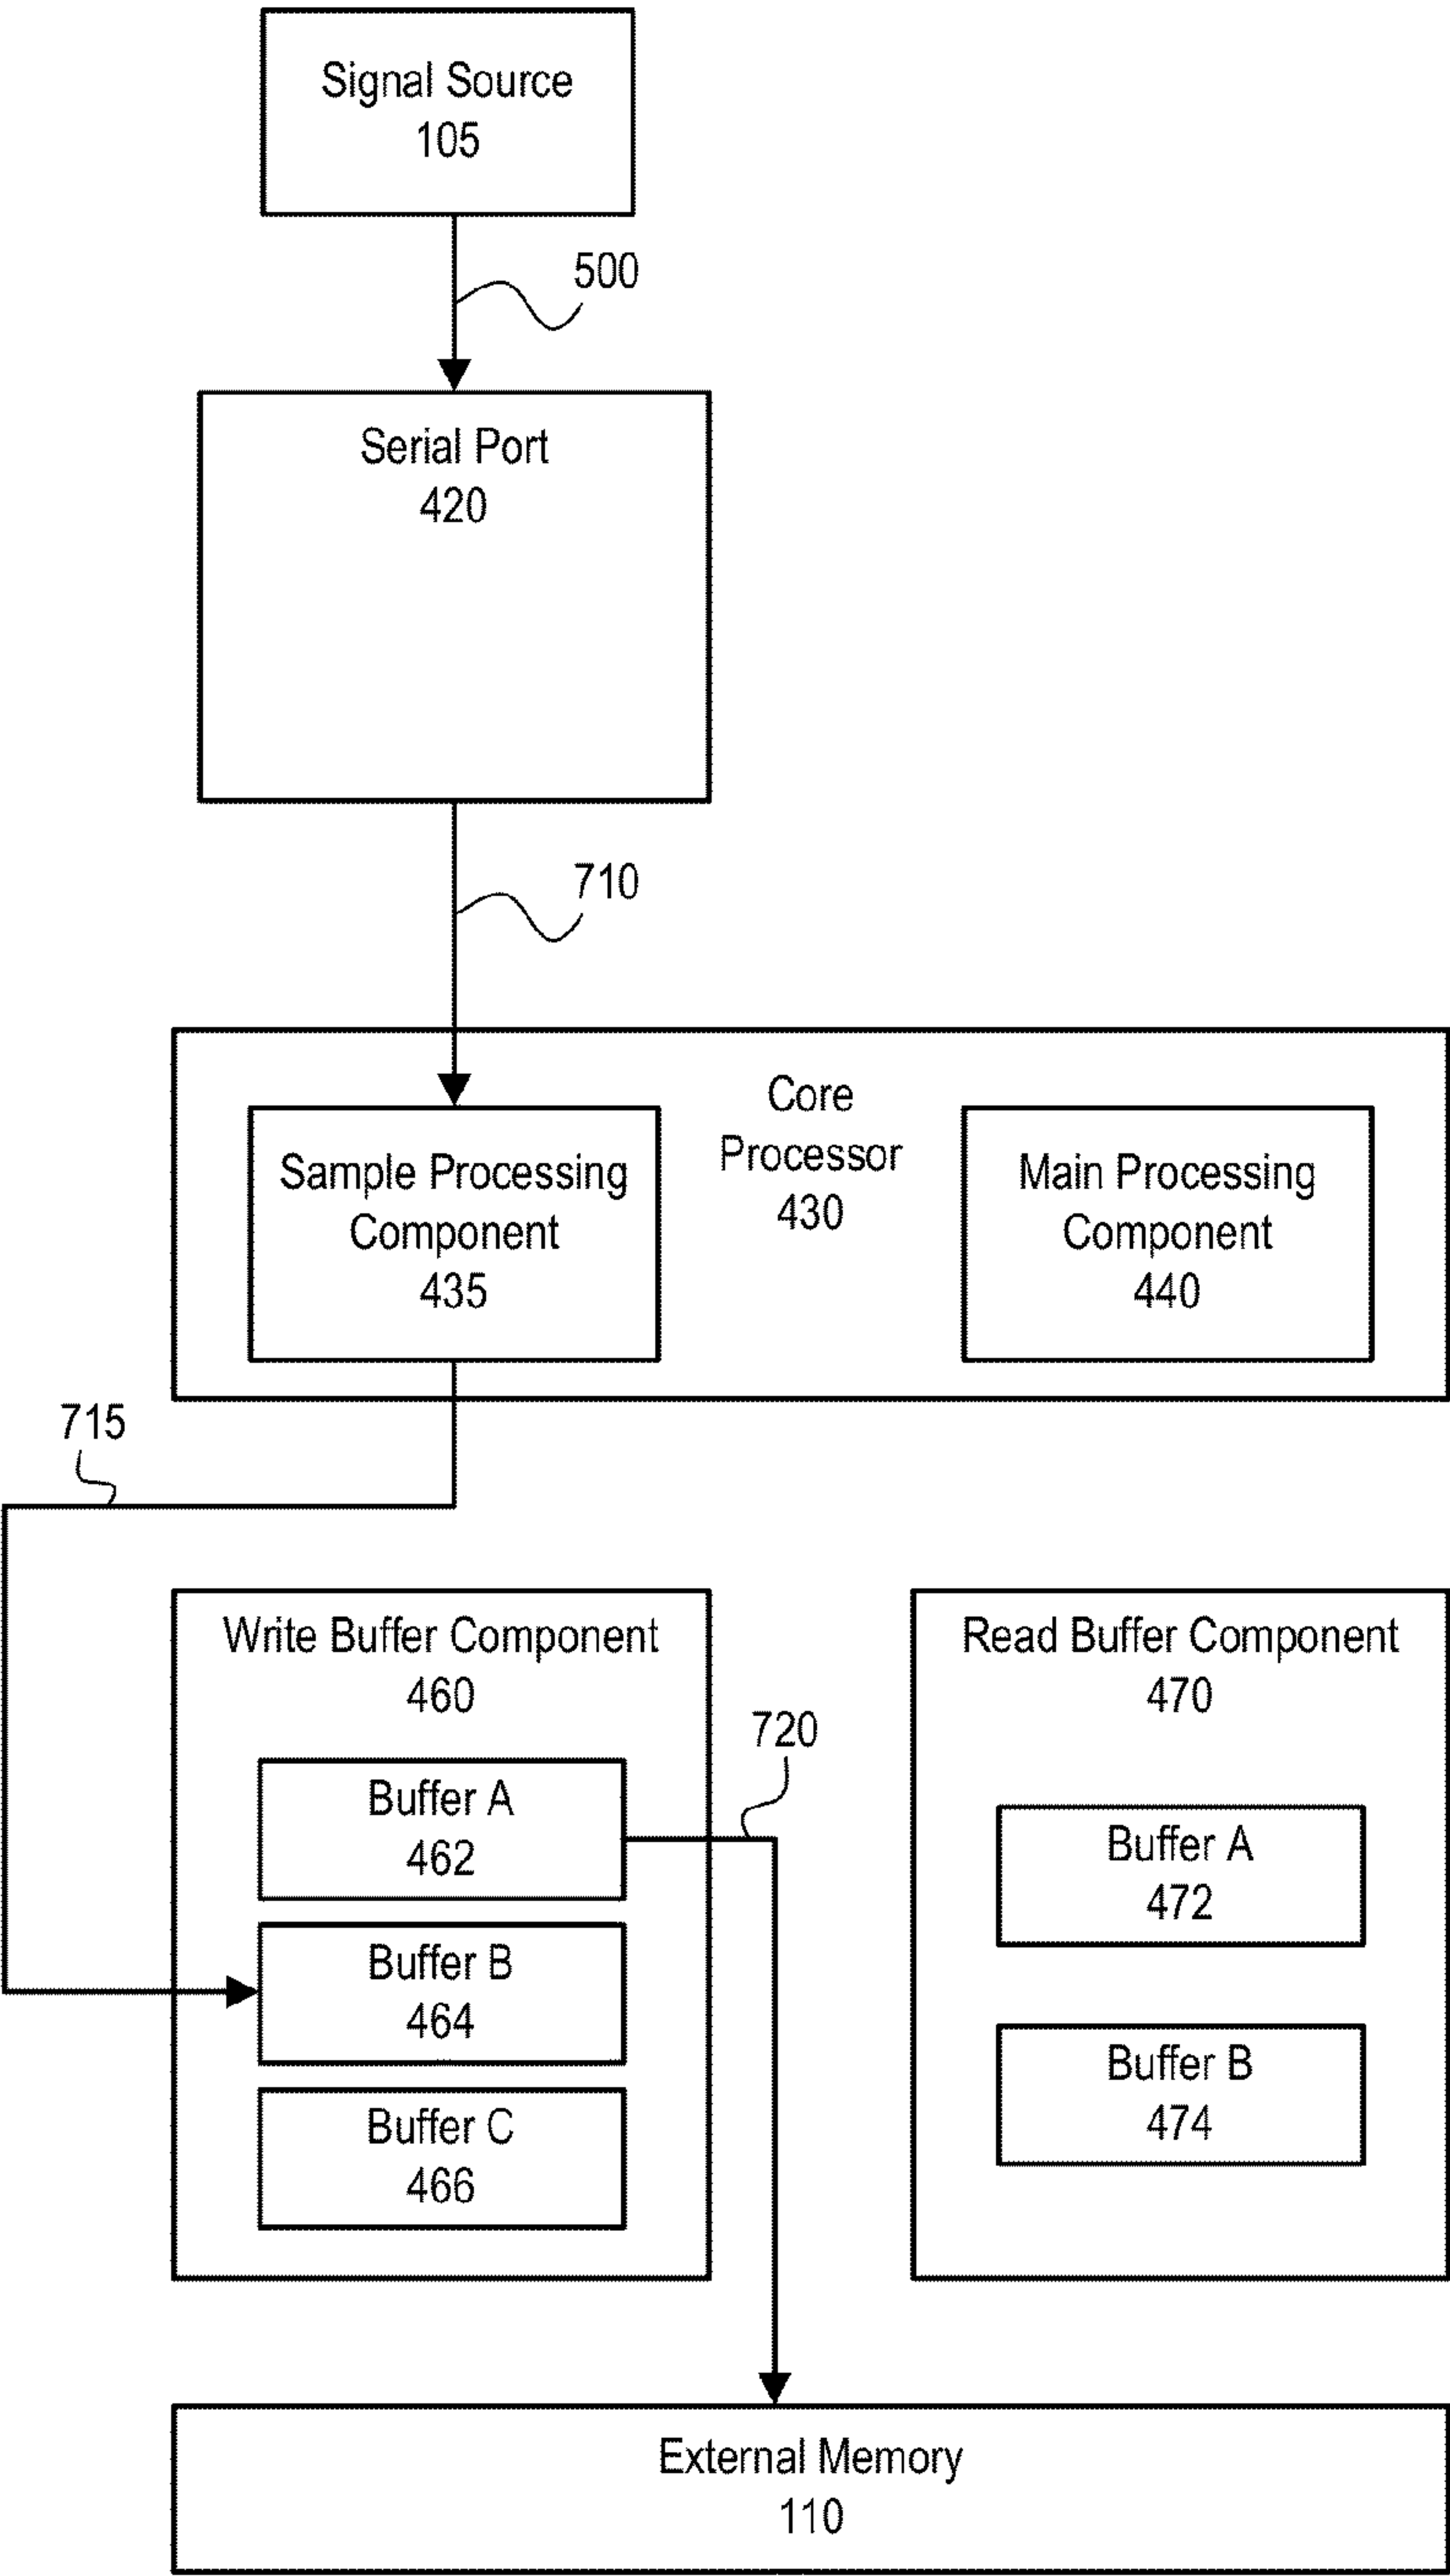 Signal Source
105
500
Serial Port
420
710
Core
Processor
430
Sample Processing
Component
435
Main Processing
Component
440
715
Write Buffer Component
460
Buffer A
462
Buffer B
464
Buffer C
466
720
Read Buffer Component
470
Buffer A
472
Buffer B
474
External Memory
110